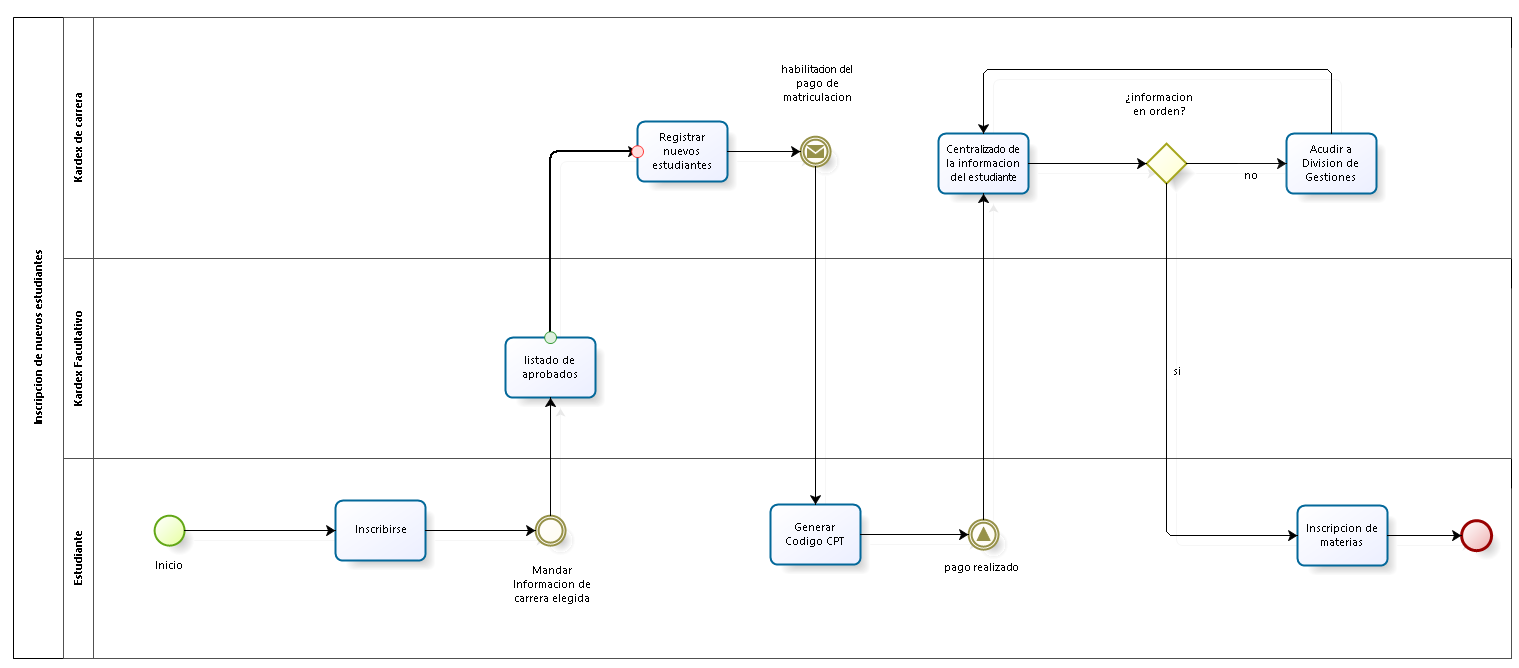 Inscripcion de nuevos estudiantes
Kardex de carrera
habilitacion del
pago de
matriculacion
Registrar
nuevos
estudiantes
Centralizado de
la informacion
del estudiante
¿informacion
en orden?
no
Acudir a
Division de
Gestiones
Kardex Facultativo
listado de
aprobados
si
Estudiante
Inicio
Inscribirse
Mandar
Informacion de
carrera elegida
Generar
Codigo CPT
pago realizado
Inscripcion de
materias